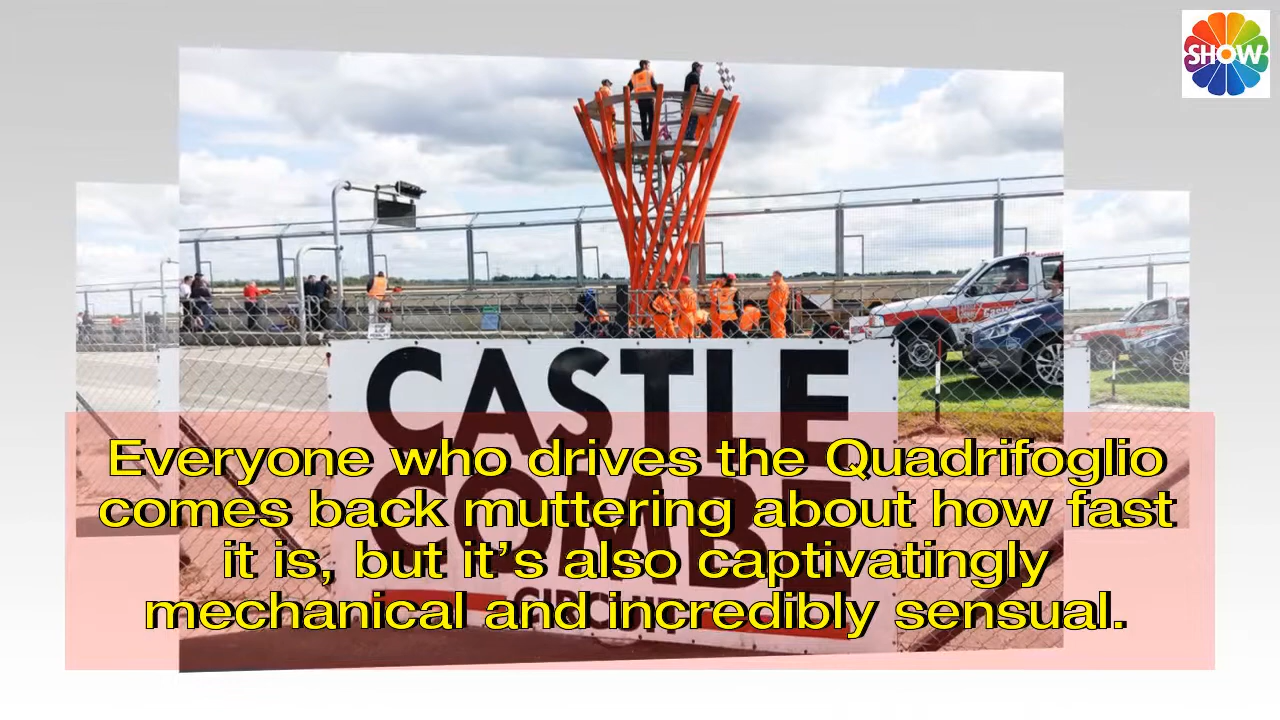 SHOW
CASTLE
COMBE
CIRCUIT
Everyone who drives the Quadrifoglio
comes back muttering about how fast
it is, but it’s also captivatingly
mechanical and incredibly sensual.